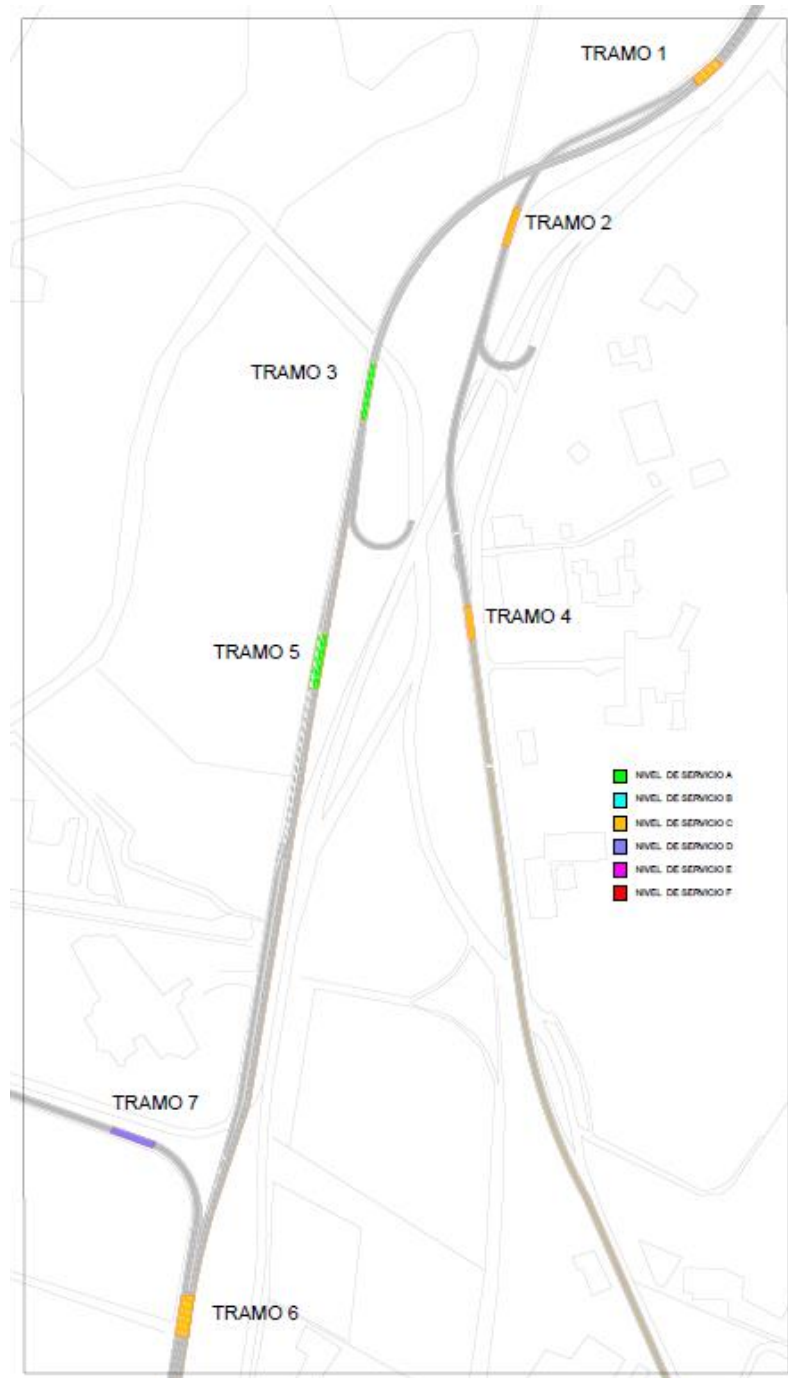 TRAMO 1
TRAMO 2
TRAMO 3
TRAMO 4
TRAMO 5
NIVEL DE SERVICIO A
NIVEL DE SERVICIO B
NIVEL DE SERVICIO C
NIVEL DE SERVICIO D
NIVEL DE SERVICIO E
NIVEL DE SERVICIO F
TRAMO 7
TRAMO 6